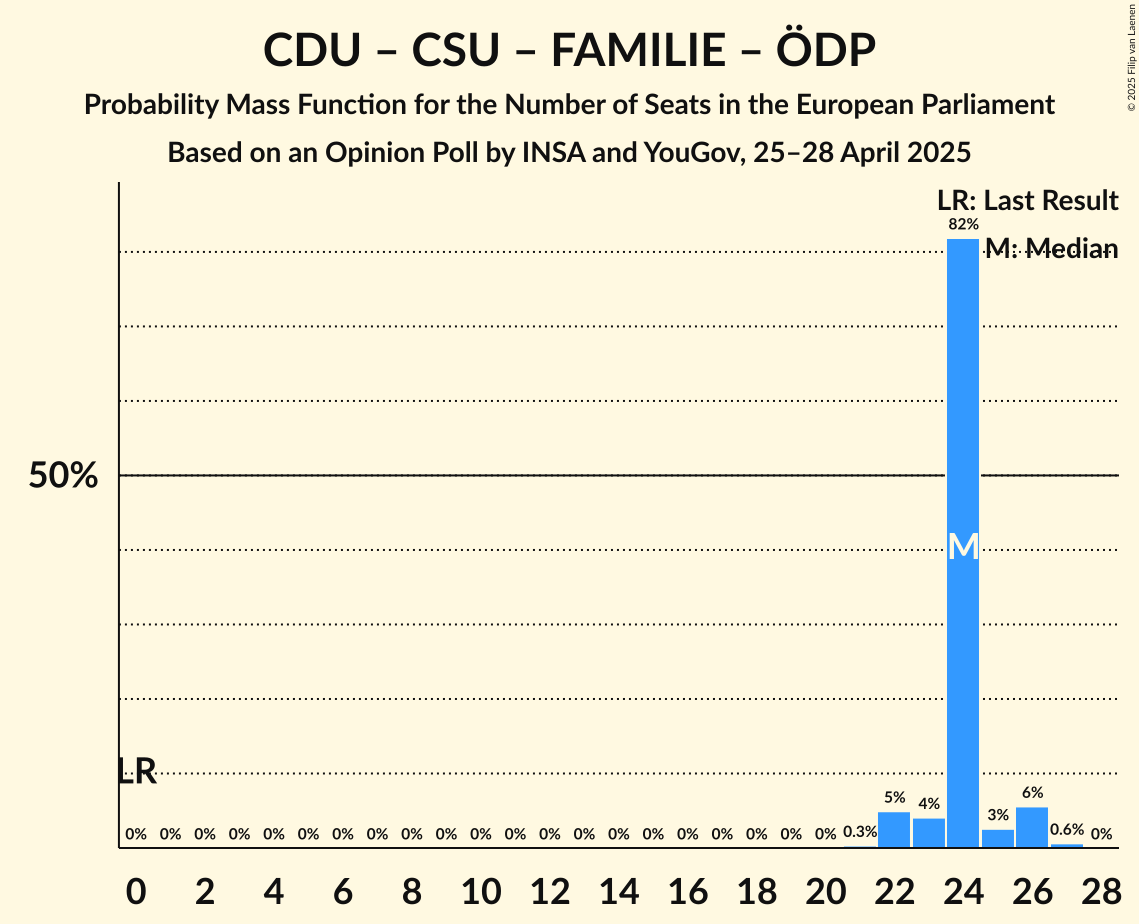 CDU – CSU – FAMILIE – ÖDP
Probability Mass Function for the Number of Seats in the European Parliament
Based on an Opinion Poll by INSA and YouGov, 25–28 April 2025
© 2025 Filip van Laenen
LR: Last Result
M: Median
82%
50%
M
LR
0% 0% 0% 0% 0% 0% 0% 0% 0% 0% 0% 0% 0% 0% 0% 0% 0% 0% 0% 0% 0% 0.3% 5% 4% 3% 6% 0.6% 0%
0 2 4 6 8 10 12 14 16 18 20 22 24 26 28